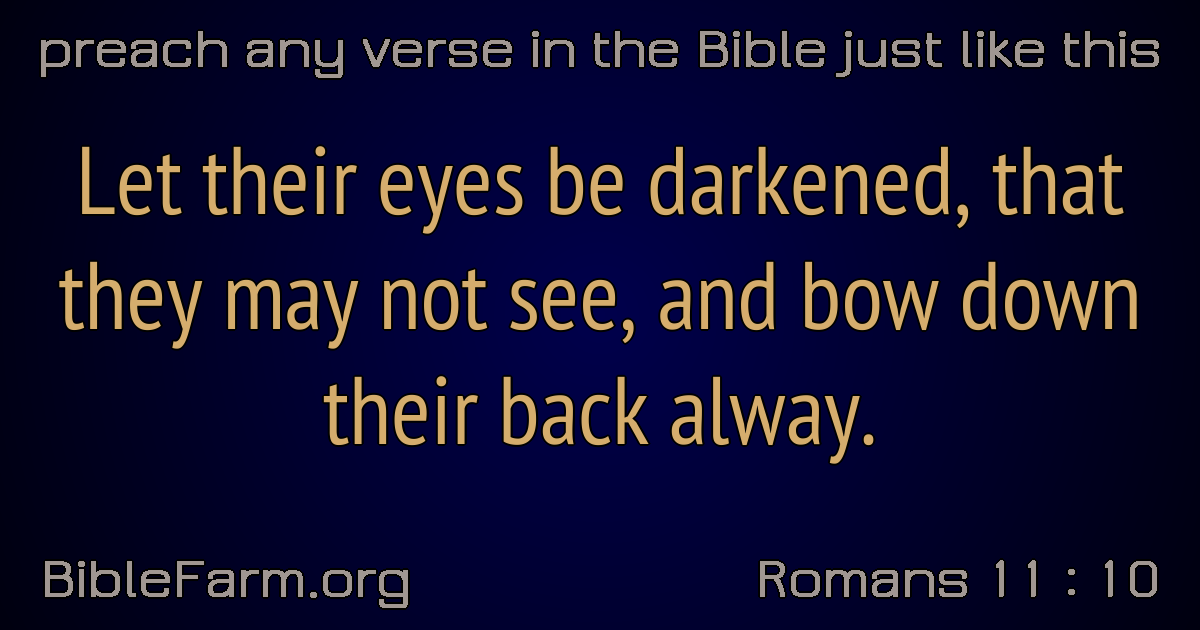 preach any verse in the Bible just like this
Let their eyes be darkened, that
they may not see, and bow down
their back alway.
BibleFarm.org
Romans 11 : 10